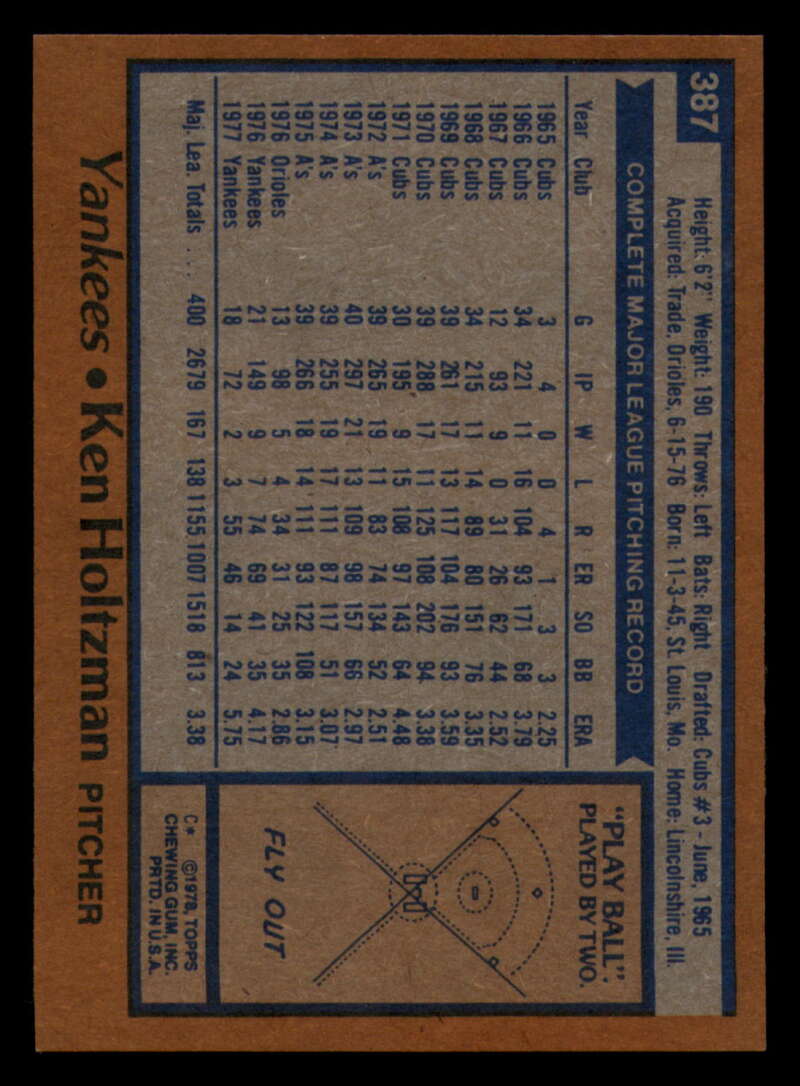 387
Height: 6'2" Weight: 190 Throws: Left Bats: Right Drafted: Cubs #3 - June, 1965
Acquired: Trade, Orioles, 6-15-76 Born: 11-3-45, St. Louis, Mo. Home: Lincolnshire, Ill.
COMPLETE MAJOR LEAGUE PITCHING RECORD
Year Club G IP W L R ER SO BB ERA
1965 Cubs 3 4 0 0 4 1 3 3 2.25
1966 Cubs 34 221 11 16 104 93 171 68 3.79
1967 Cubs 12 93 9 0 31 26 62 44 2.52
1968 Cubs 34 215 11 14 89 80 151 76 3.35
1969 Cubs 39 261 17 13 117 104 176 93 3.59
1970 Cubs 39 288 17 11 125 108 202 94 3.38
1971 Cubs 30 195 9 15 108 97 143 64 4.48
1972 A's 39 265 19 11 83 74 134 52 2.51
1973 A's 40 297 21 13 109 98 157 66 2.97
1974 A's 39 255 19 17 111 87 117 51 3.07
1975 A's 39 266 18 14 111 93 122 108 3.15
1976 Orioles 13 98 5 4 34 31 25 35 2.86
1976 Yankees 21 149 9 7 74 69 41 35 4.17
1977 Yankees 18 72 2 3 55 46 14 24 5.75
Maj. Lea. Totals ... 400 2679 167 138 1155 1007 1518 813 3.38
"PLAY BALL":
PLAYED BY TWO.
FLY OUT
C* ©1978, TOPPS
CHEWING GUM, INC.
PRTD. IN U.S.A.
Yankees • Ken Holtzman PITCHER